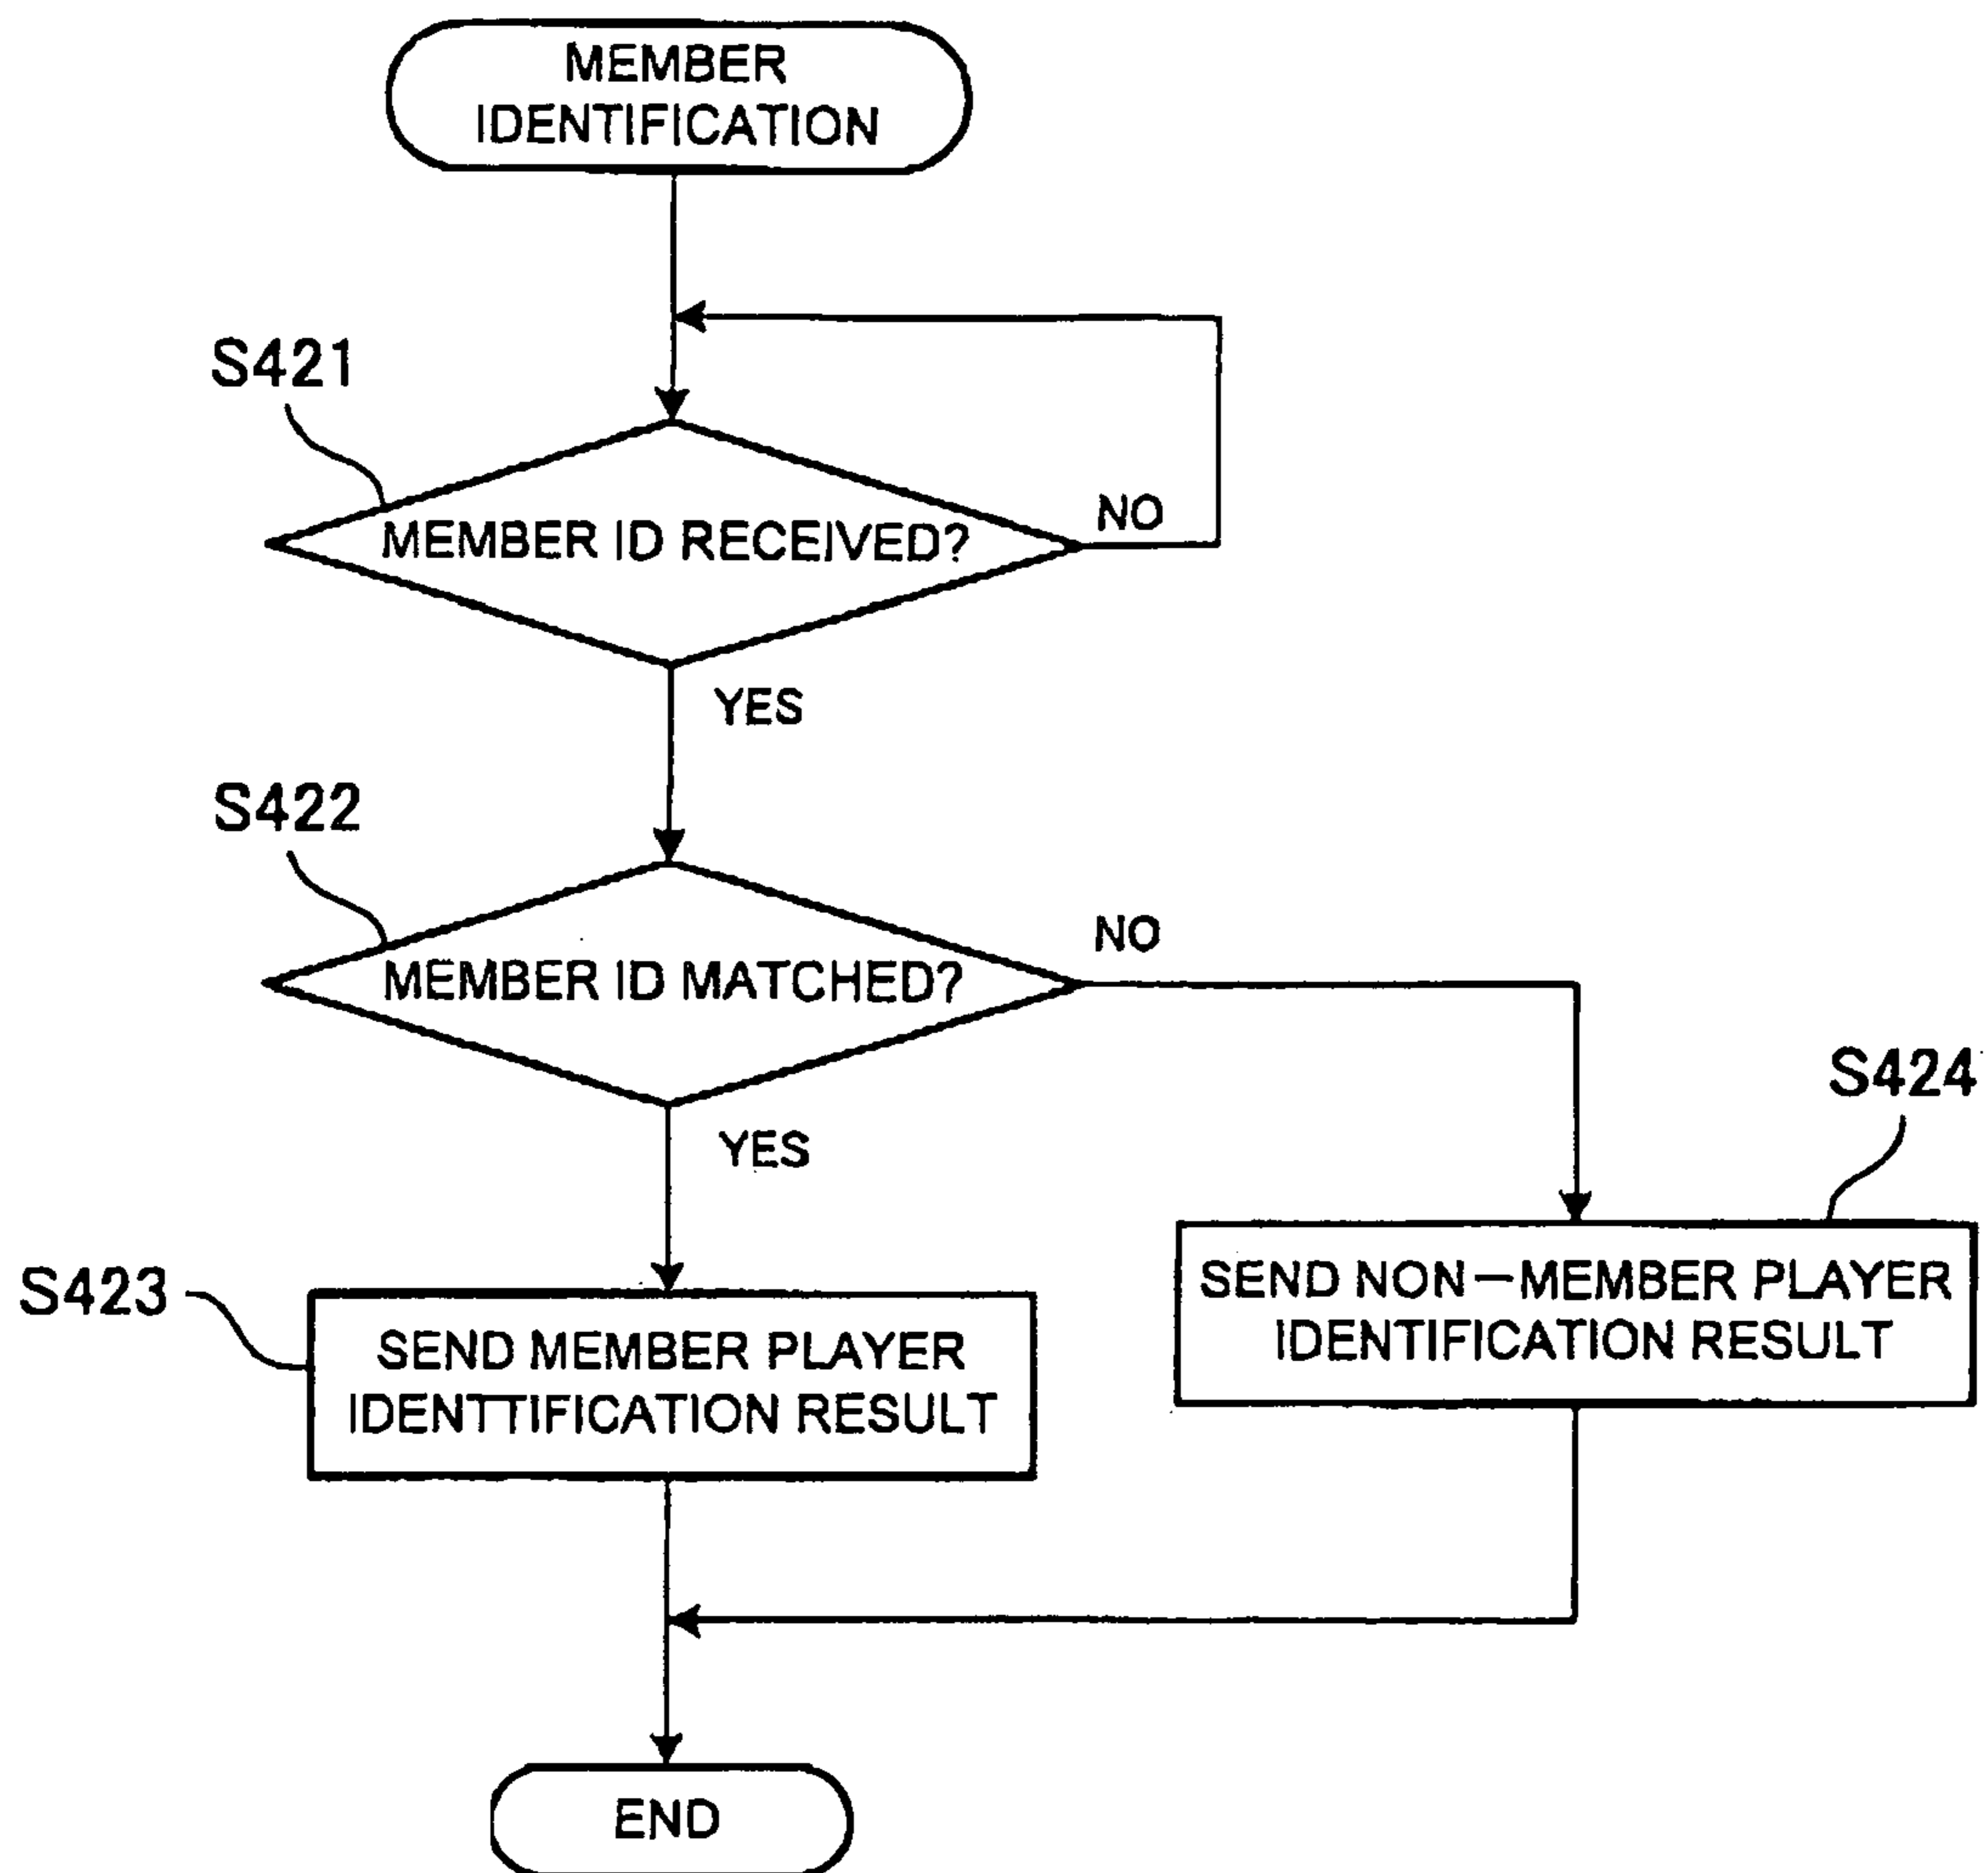 MEMBER
IDENTIFICATION
S421
MEMBER ID RECEIVED?
NO
YES
S422
MEMBER ID MATCHED?
NO
YES
S424
SEND NON—MEMBER PLAYER
IDENTIFICATION RESULT
S423
SEND MEMBER PLAYER
IDENTTIFICATION RESULT
END